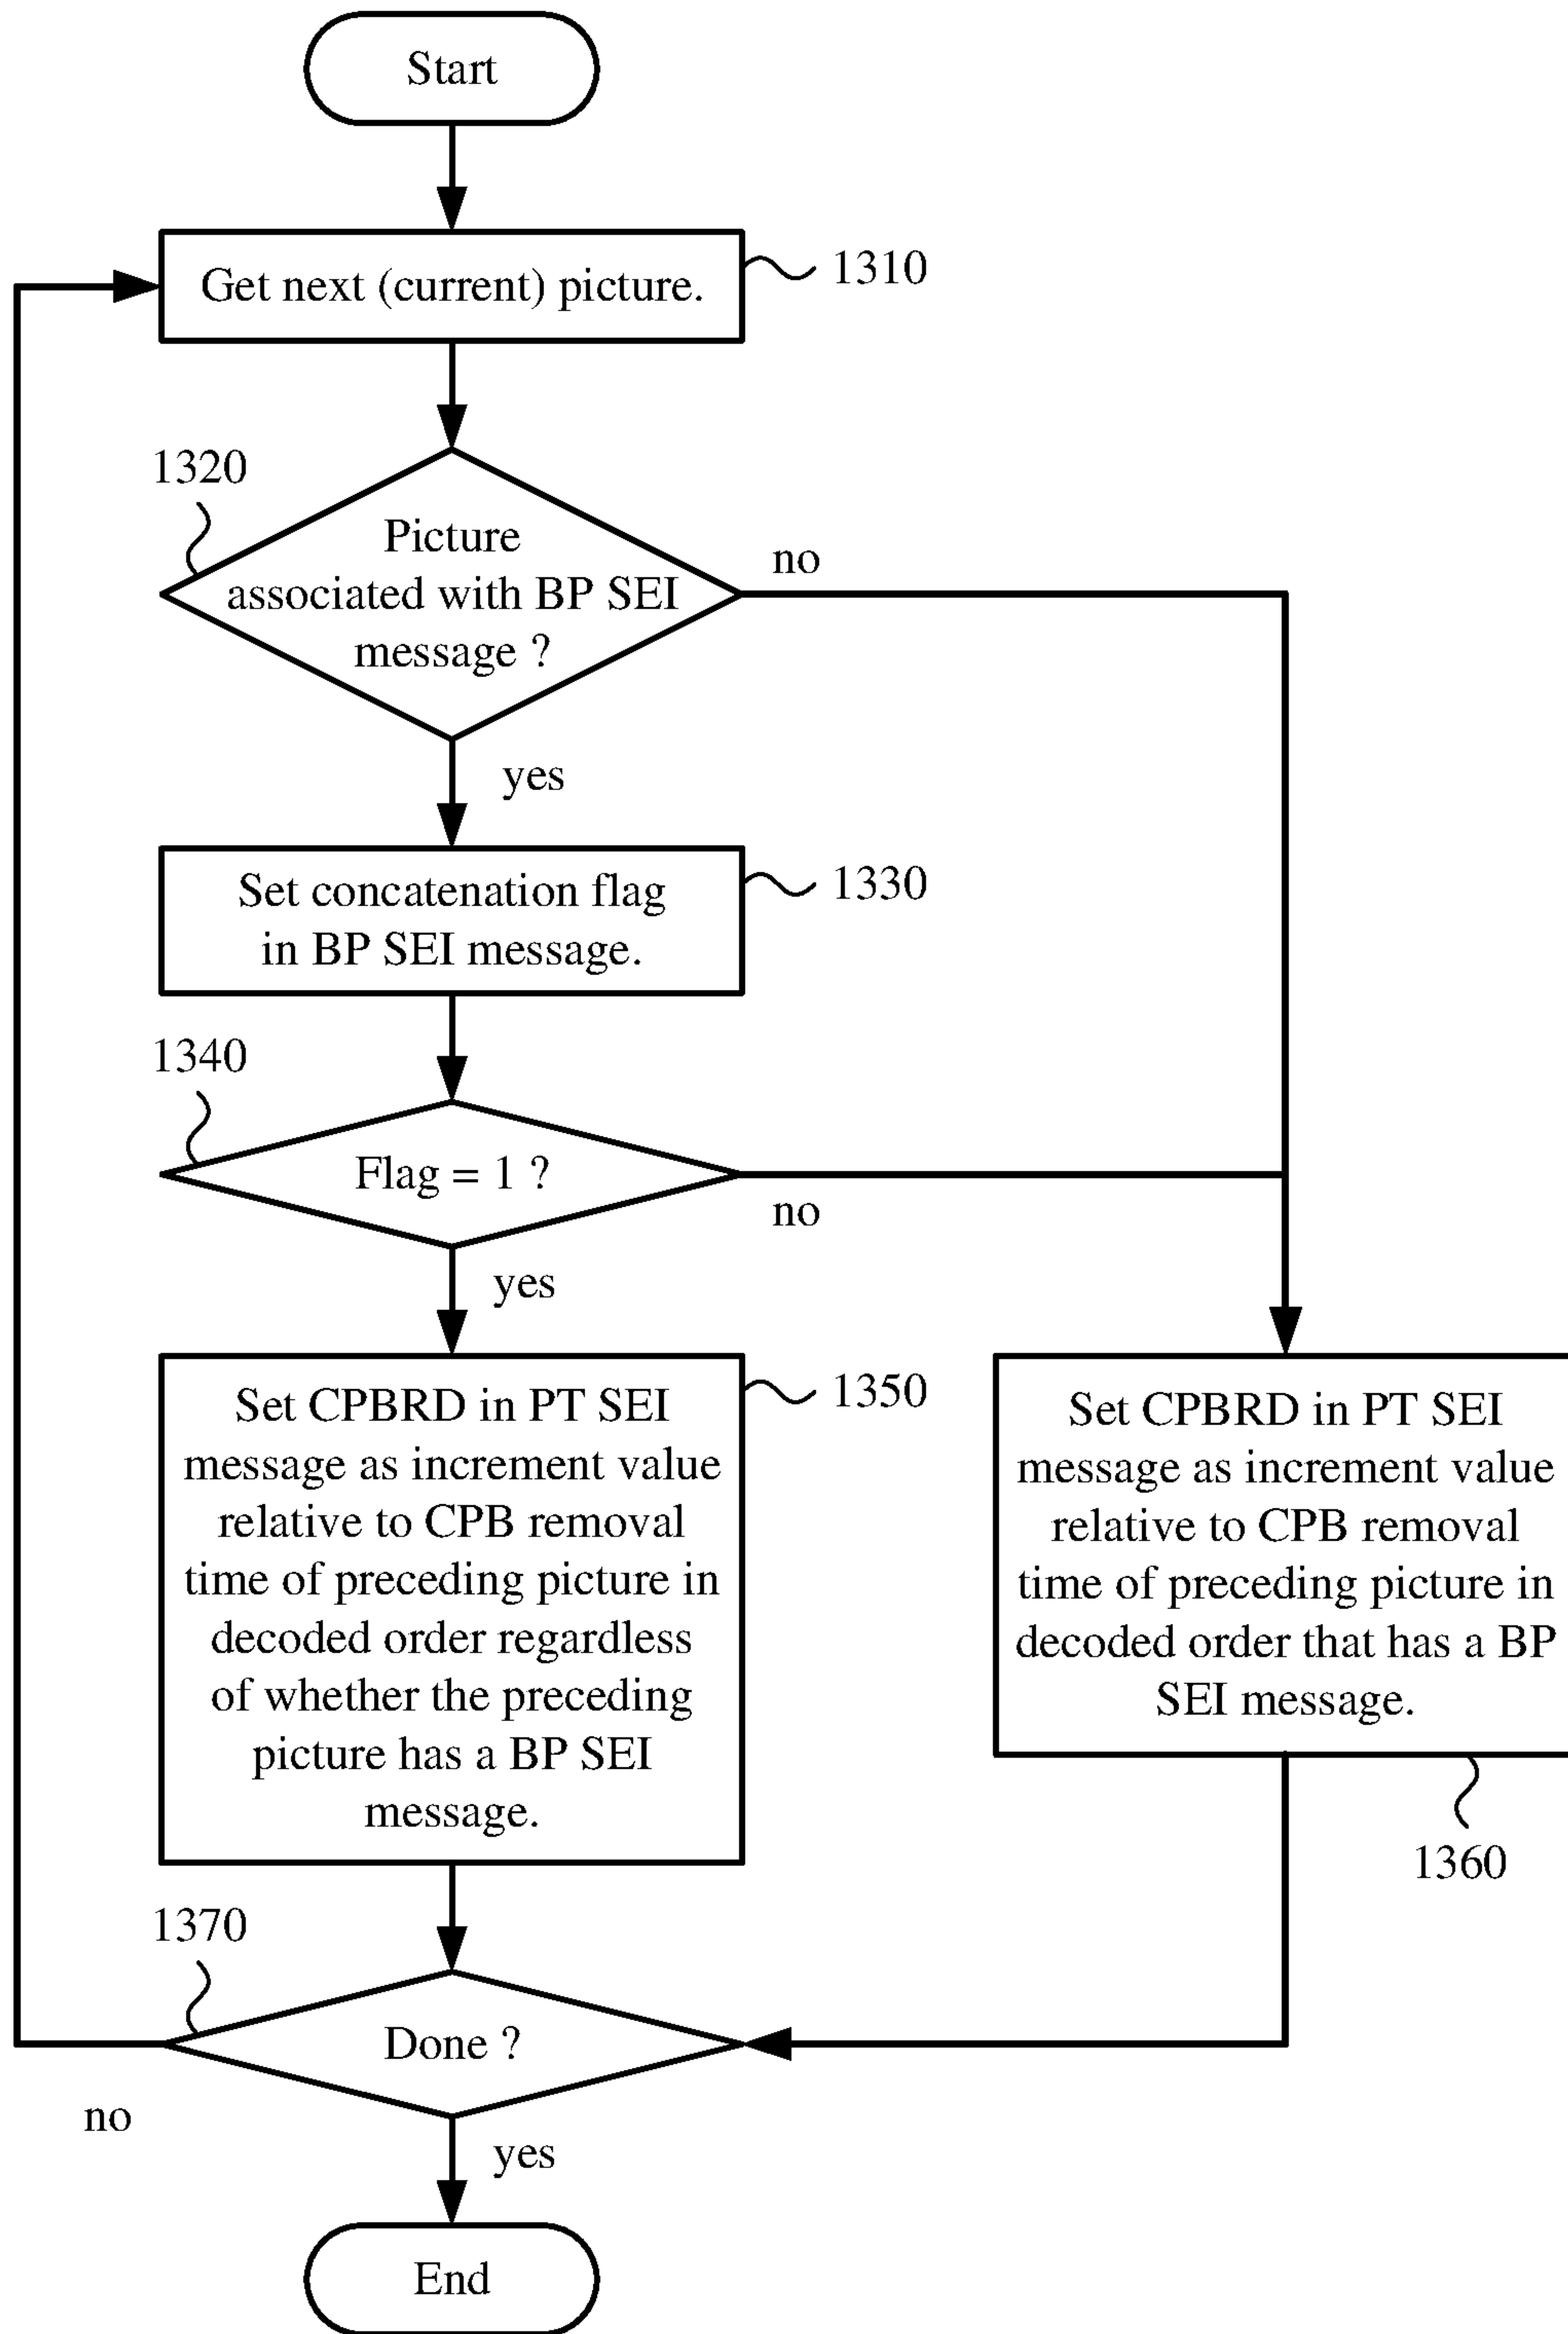 Start
Get next (current) picture.
1310
1320
Picture
associated with BP SEI
message ?
no
yes
Set concatenation flag
in BP SEI message.
1330
1340
Flag = 1 ?
no
yes
Set CPBRD in PT SEI
message as increment value
relative to CPB removal
time of preceding picture in
decoded order regardless
of whether the preceding
picture has a BP SEI
message.
1350
Set CPBRD in PT SEI
message as increment value
relative to CPB removal
time of preceding picture in
decoded order that has a BP
SEI message.
1360
1370
Done ?
no
yes
End